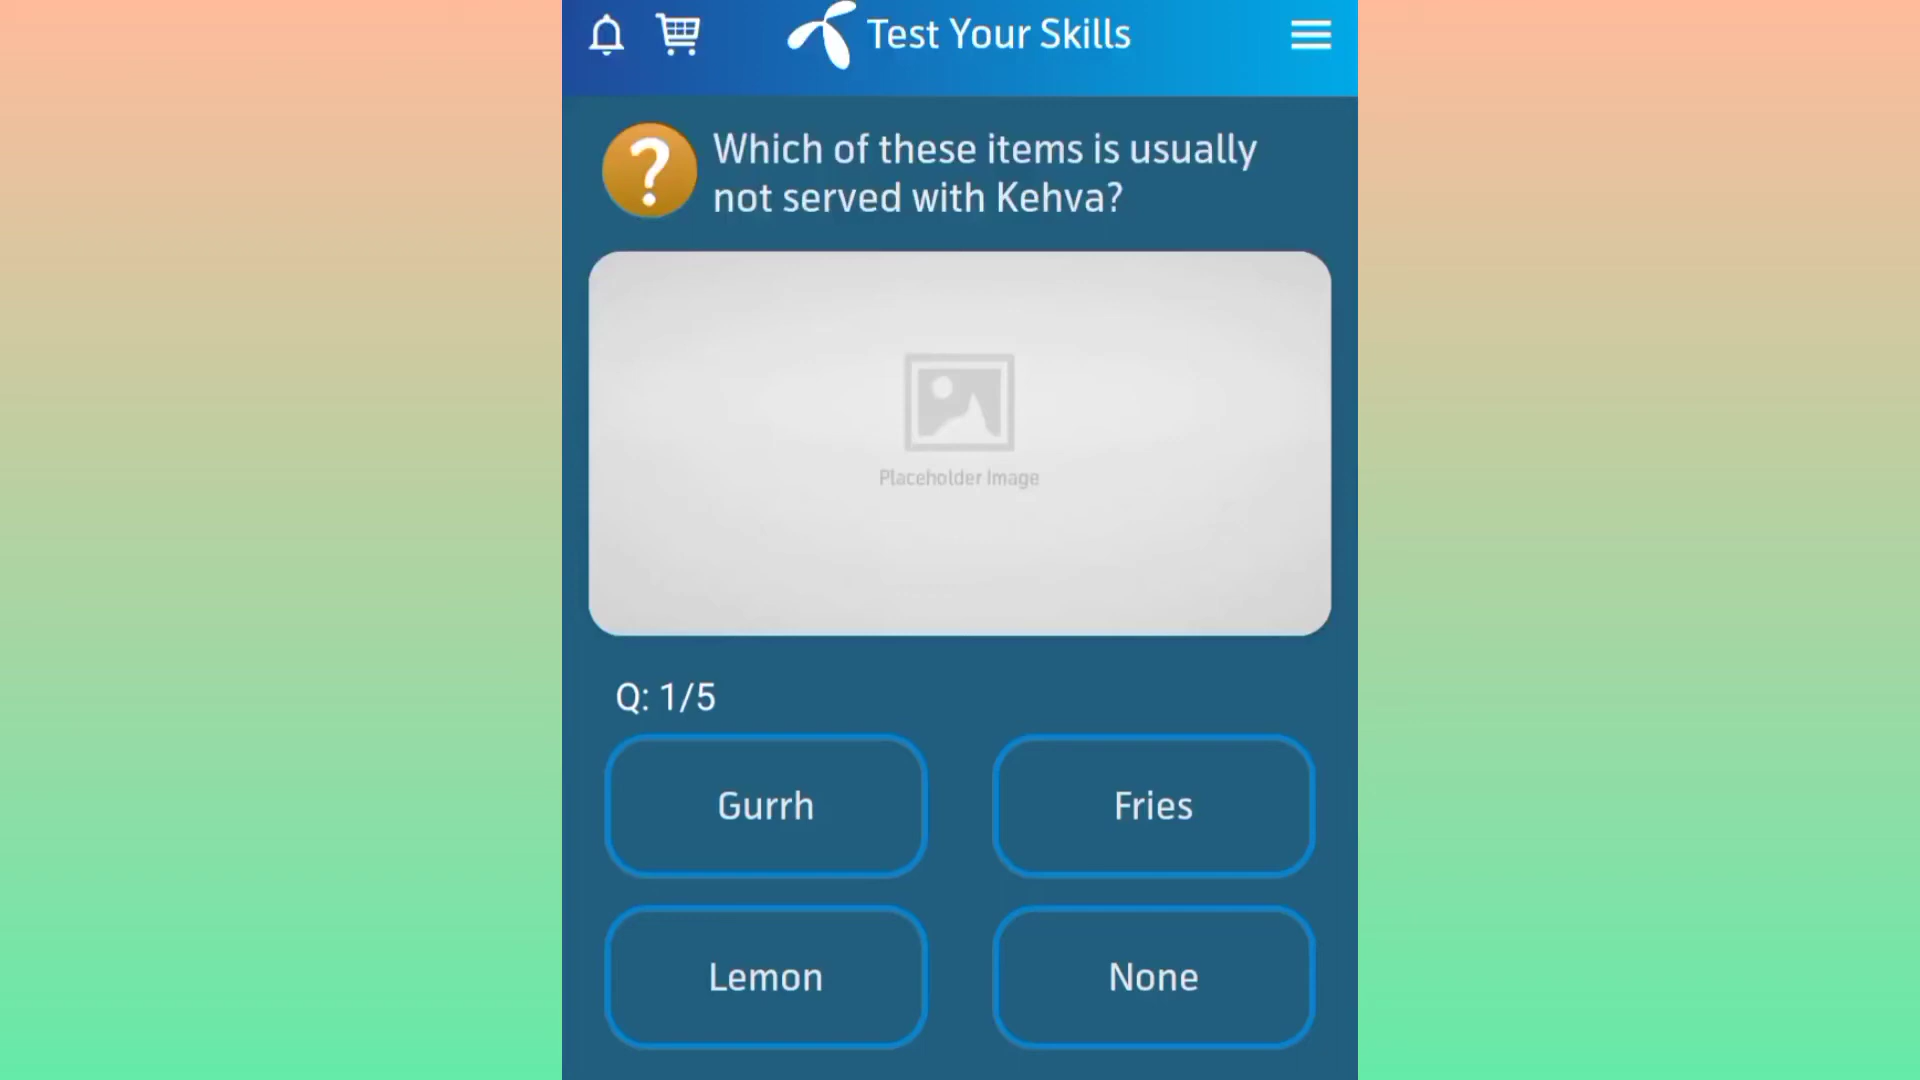 Test Your Skills
?
Which of these items is usually
not served with Kehva?
Placeholder Image
Q: 1/5
Gurrh
Fries
Lemon
None